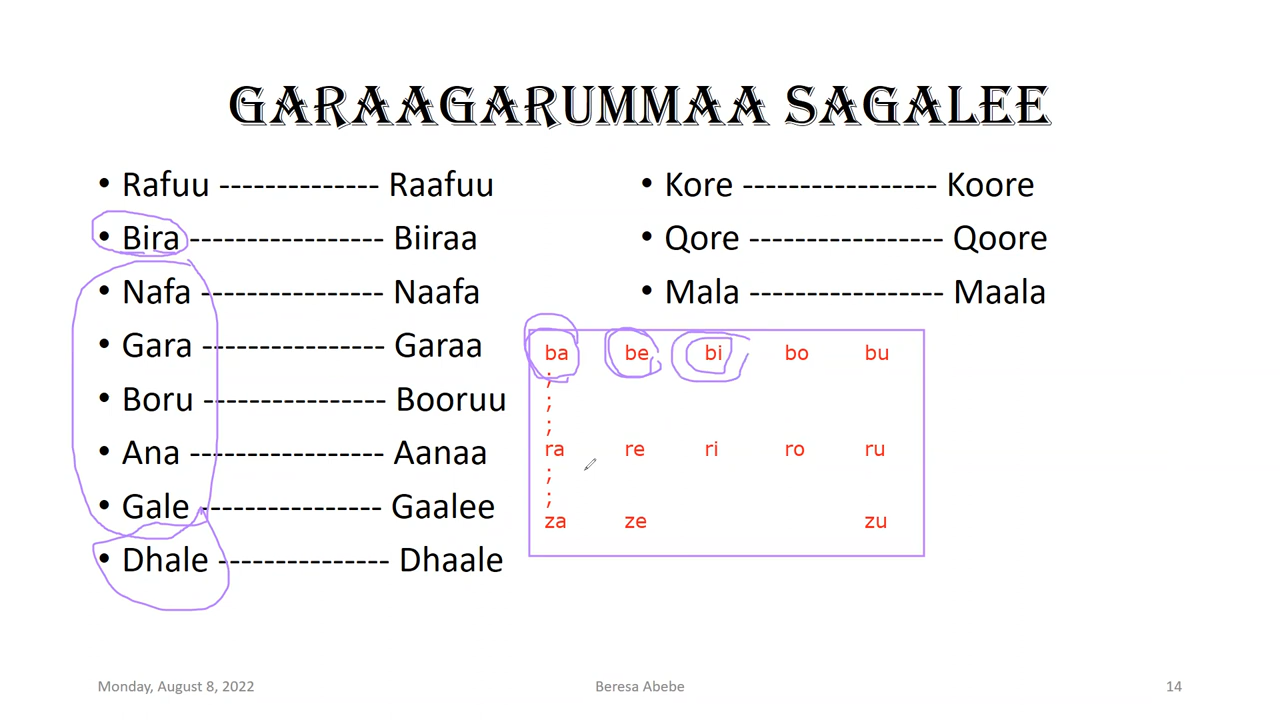 GARAAGARUMMAA SAGALEE
• Rafuu -------------- Raafuu
• Bira ----------------- Biiraa
• Nafa ---------------- Naafa
• Gara ---------------- Garaa
• Boru ---------------- Booruu
• Ana ----------------- Aanaa
• Gale ---------------- Gaalee
• Dhale --------------- Dhaale
• Kore ----------------- Koore
• Qore ----------------- Qoore
• Mala ----------------- Maala
ba be bi bo bu
;
;
;
ra re ri ro ru
;
;
za ze zu
Monday, August 8, 2022 Beresa Abebe 14